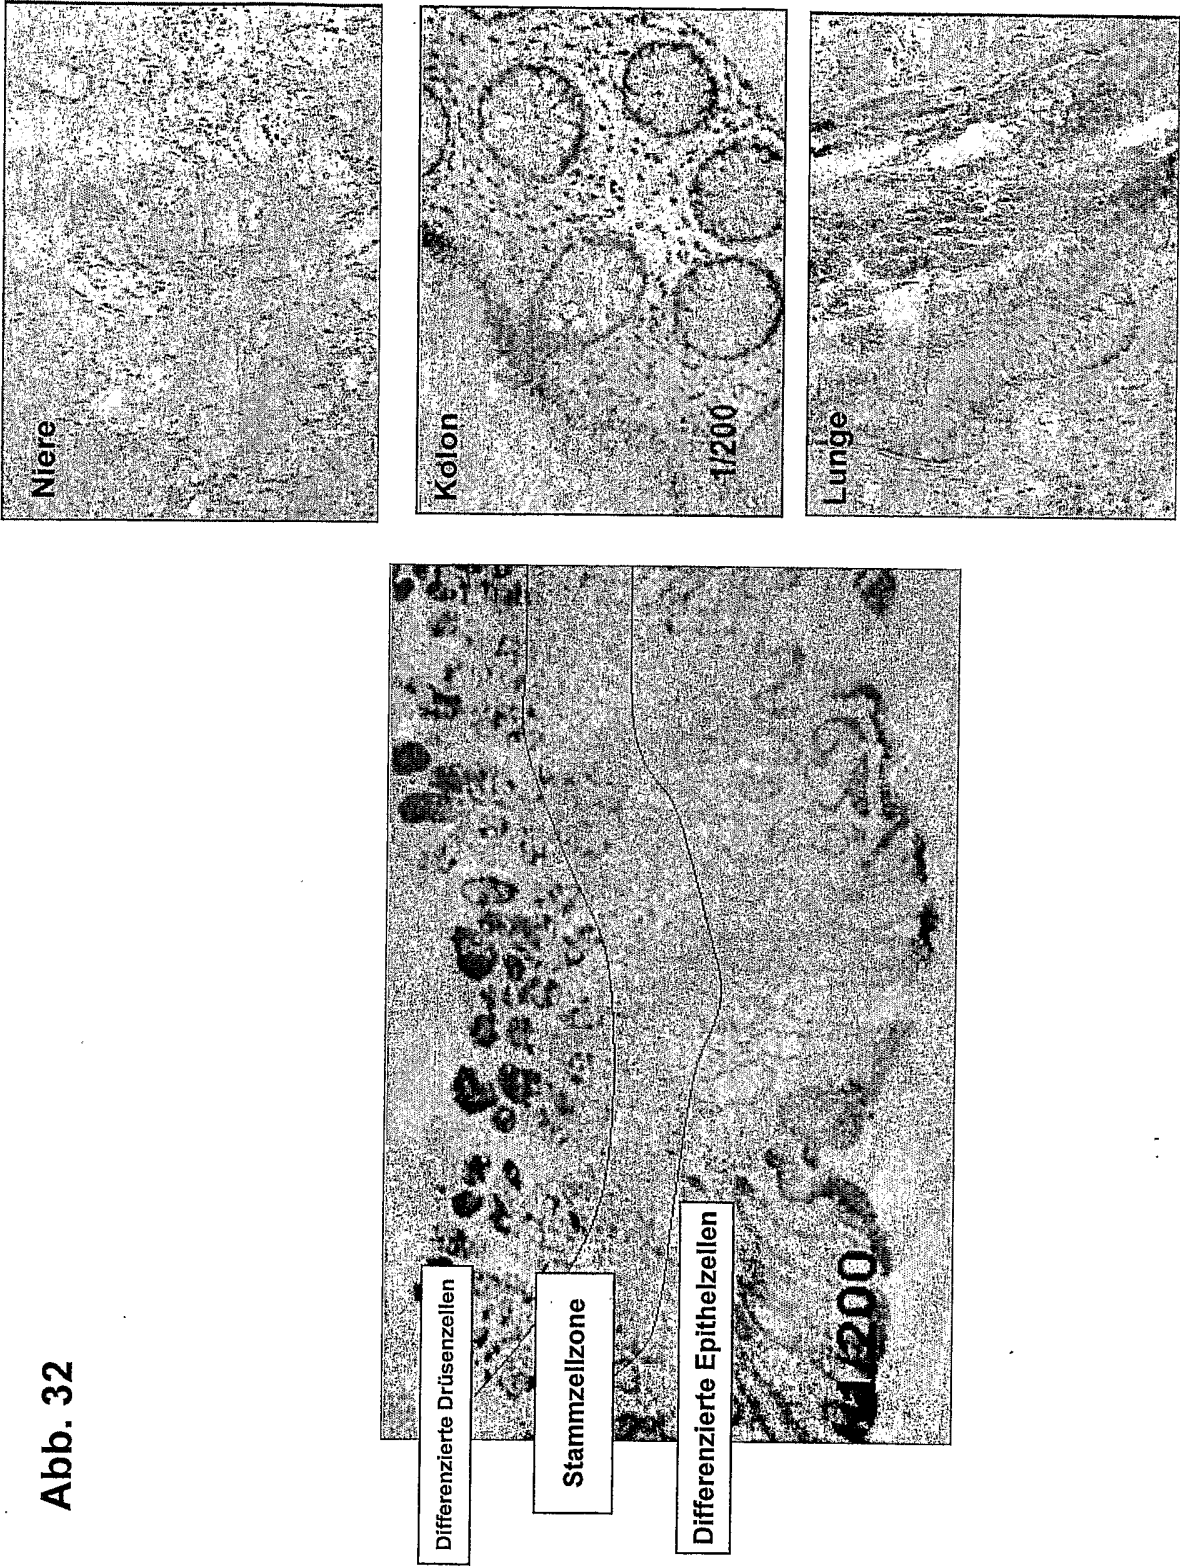 Abb. 32
Differenzierte Drüsenzellen
Stammzellzone
Differenzierte Epithelzellen
1/200
Niere
Kolon
1/200
Lunge